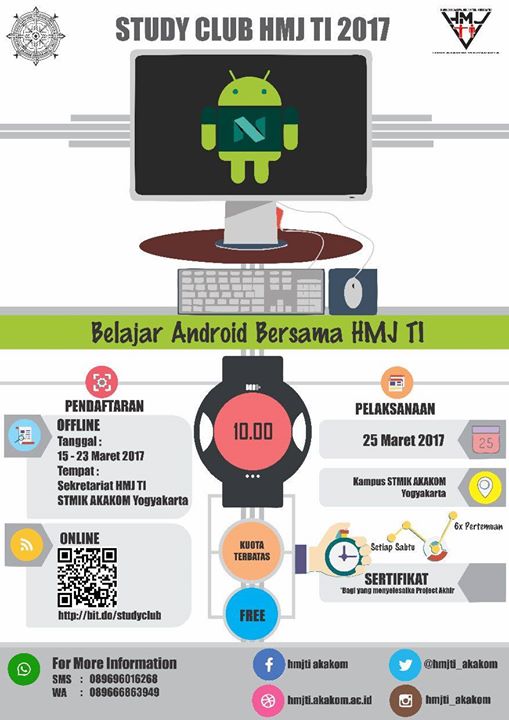 STUDY CLUB HMJ TI 2017
HMJ
TI
N
Belajar Android Bersama HMJ TI
PENDAFTARAN
OFFLINE
Tanggal :
15 - 23 Maret 2017
Tempat :
Sekretariat HMJ TI
STMIK AKAKOM Yogyakarta
ONLINE
http://bit.do/studyclub
10.00
KUOTA
TERBATAS
FREE
PELAKSANAAN
25 Maret 2017
25
Kampus STMIK AKAKOM
Yogyakarta
6x Pertemuan
Setiap Sabtu
SERTIFIKAT
*Bagi yang menyelesaika Project Akhir
For More Information
SMS : 089696016268
WA : 089666863949
hmjti akakom
@hmjti_akakom
hmjti.akakom.ac.id
hmjti_akakom